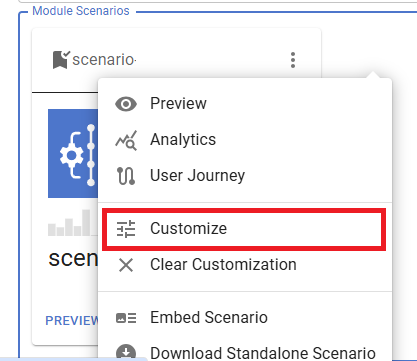 Module Scenarios
scenario-
Preview
Analytics
User Journey
Customize
Clear Customization
scen
PREVIEW
Embed Scenario
Download Standalone Scenario